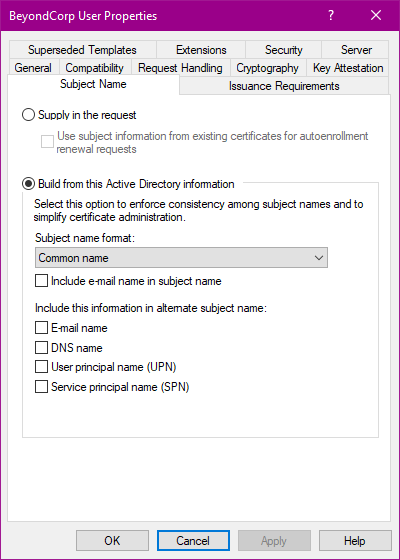 BeyondCorp User Properties
?
Superseded Templates Extensions Security Server
General Compatibility Request Handling Cryptography Key Attestation
Subject Name Issuance Requirements
Supply in the request
Use subject information from existing certificates for autoenrollment
renewal requests
Build from this Active Directory information
Select this option to enforce consistency among subject names and to
simplify certificate administration.
Subject name format:
Common name
Include e-mail name in subject name
Include this information in alternate subject name:
E-mail name
DNS name
User principal name (UPN)
Service principal name (SPN)
OK Cancel Apply Help